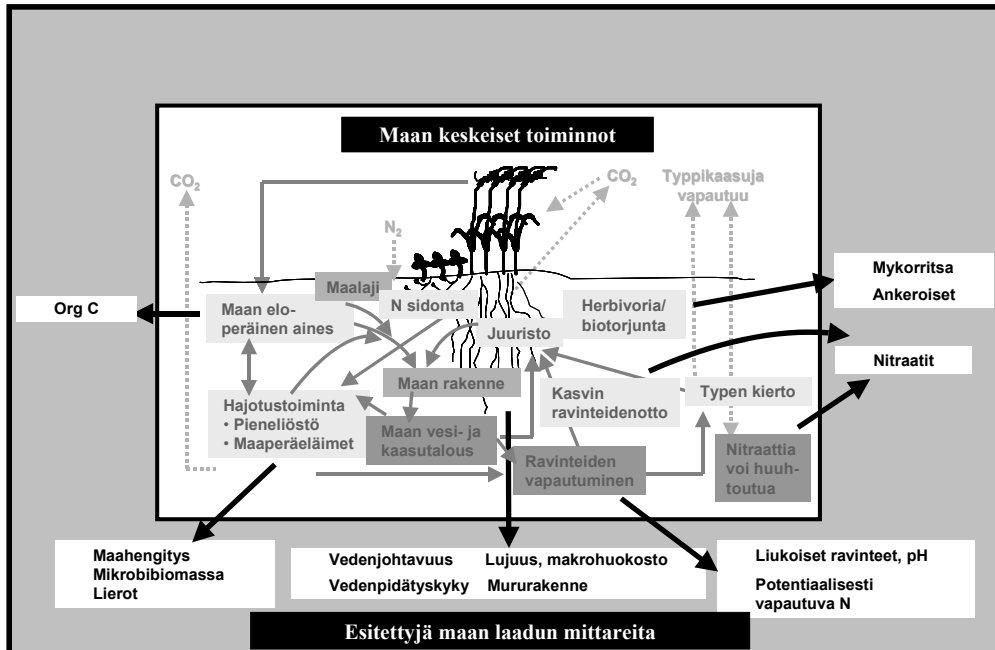 Maan keskeiset toiminnot
CO2
CO2
Typpikaasuja
vapautuu
N2
Maalaji
Mykorritsa
Ankeroiset
Org C
Maan elo-
peräinen aines
N sidonta
Juuristo
Herbivoria/
biotorjunta
Nitraatit
Maan rakenne
Hajotustoiminta
• Pieneliöstö
• Maaperäeläimet
Kasvin
ravinteidenotto
Typen kierto
Maan vesi- ja
kaasutalous
Ravinteiden
vapautuminen
Nitraattia
voi huuh-
toutua
Maahengitys
Mikrobibiomassa
Lierot
Vedenjohtavuus Lujuus, makrohuokosto
Vedenpidätyskyky Mururakenne
Liukoiset ravinteet, pH
Potentiaalisesti
vapautuva N
Esitettyjä maan laadun mittareita